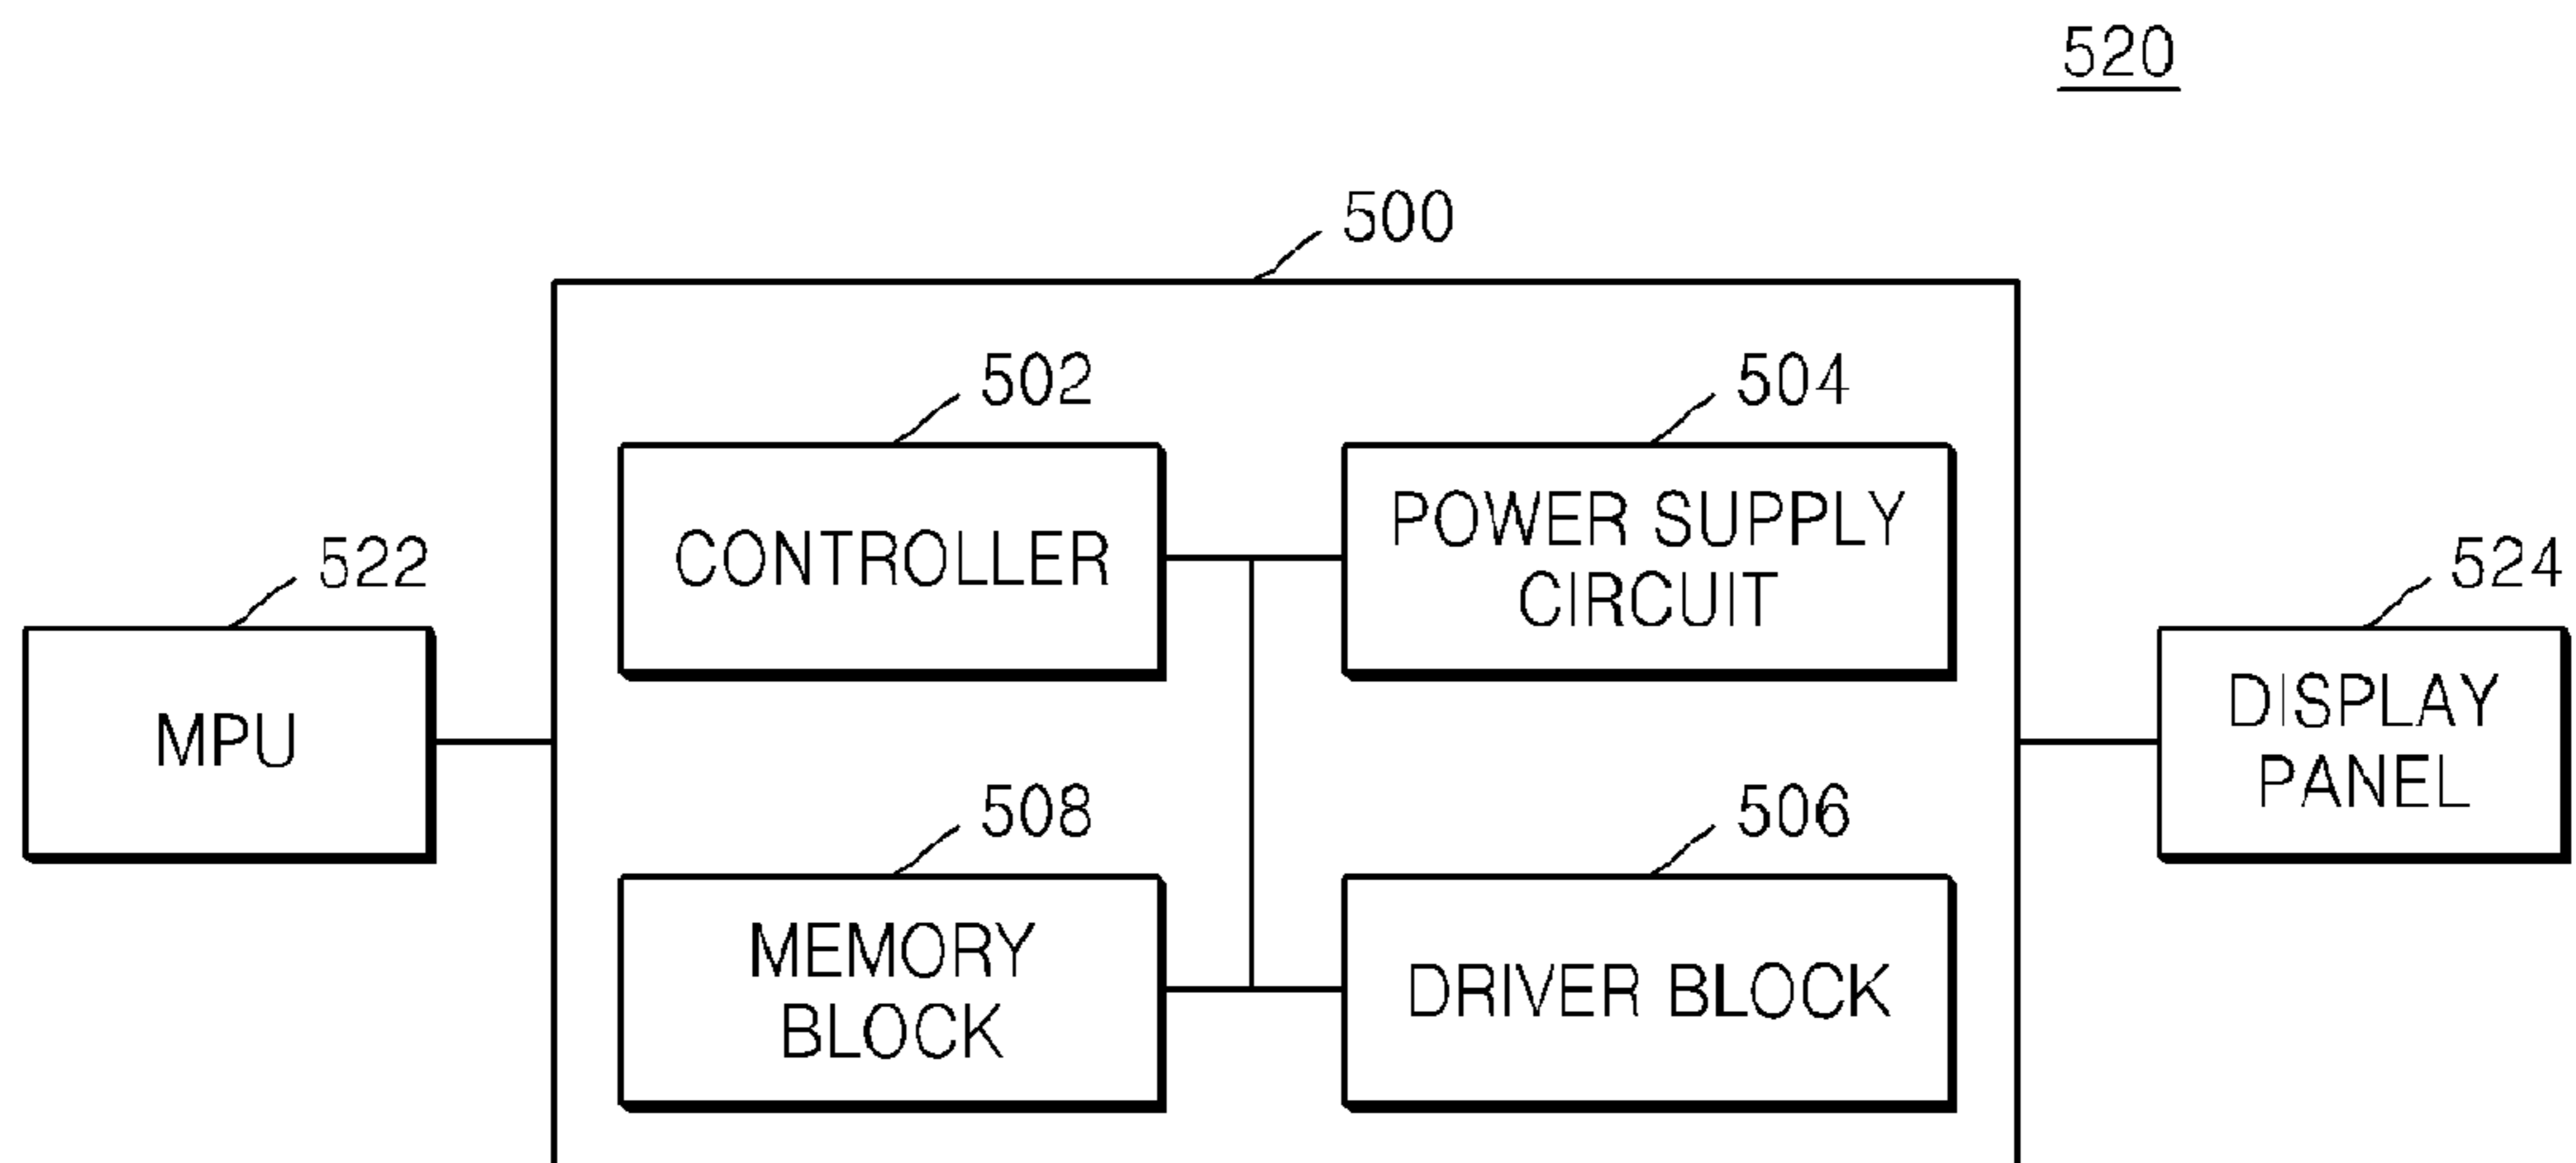 520
500
502
504
CONTROLLER
POWER SUPPLY
CIRCUIT
522
MPU
524
DISPLAY
PANEL
508
506
MEMORY
BLOCK
DRIVER BLOCK